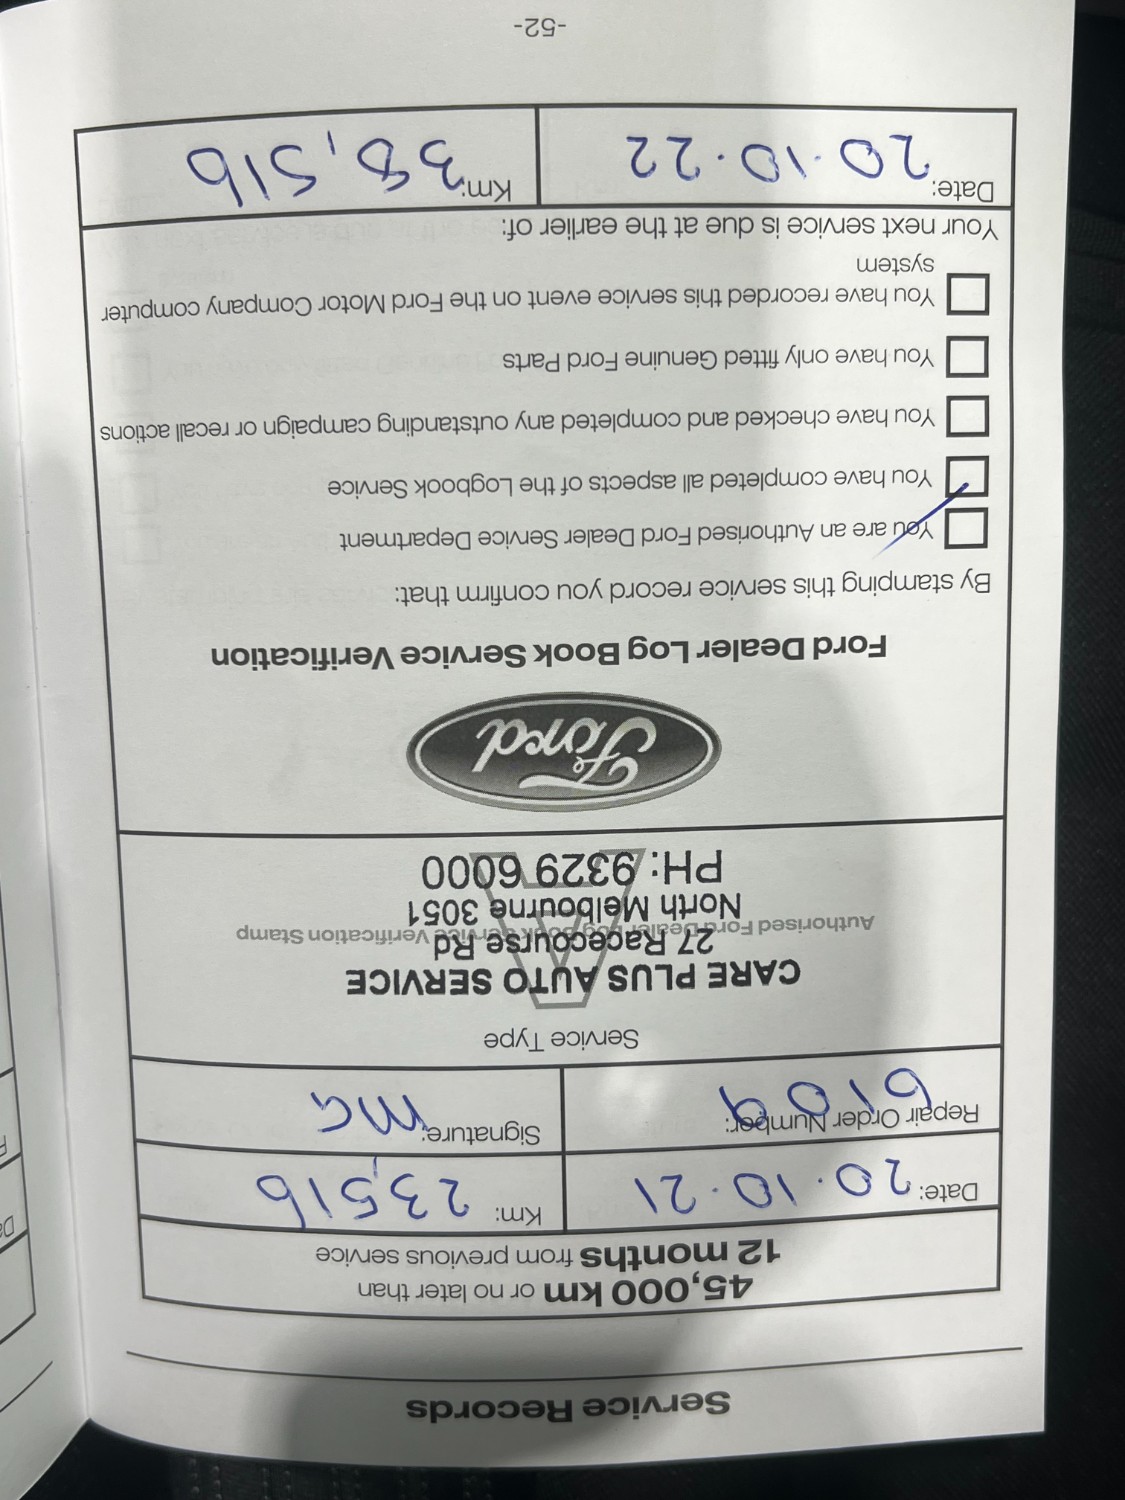 Service Records
45,000 km or no later than
12 months from previous service
Date: 20.10.21 Km: 23,516
Repair Order Number: 6109 Signature: MG
Service Type
CARE PLUS AUTO SERVICE
27 Racecourse Rd
Authorised Ford Dealer Log Book Service Verification Stamp
North Melbourne 3051
PH: 9329 6000
A
Ford
Ford Dealer Log Book Service Verification
By stamping this service record you confirm that:
You are an Authorised Ford Dealer Service Department
You have completed all aspects of the Logbook Service
You have checked and completed any outstanding campaign or recall actions
You have only fitted Genuine Ford Parts
You have recorded this service event on the Ford Motor Company computer
system
Your next service is due at the earlier of:
Date: 20.10.22 Km: 38,516
-52-